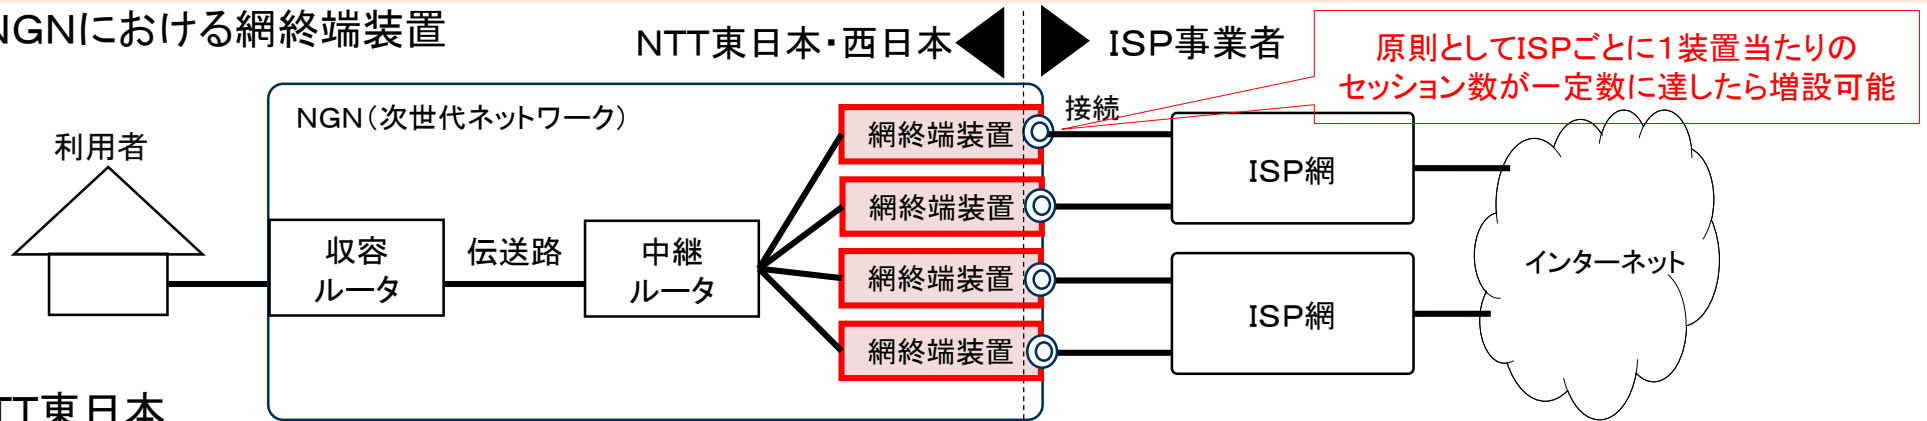 NGNにおける網終端装置
NTT東日本・西日本
ISP事業者
原則としてISPごとに１装置当たりの
セッション数が一定数に達したら増設可能
NGN（次世代ネットワーク）
接続
利用者
網終端装置
網終端装置
網終端装置
網終端装置
収容
ルータ
伝送路
中継
ルータ
ISP網
ISP網
インターネット
TT東日本